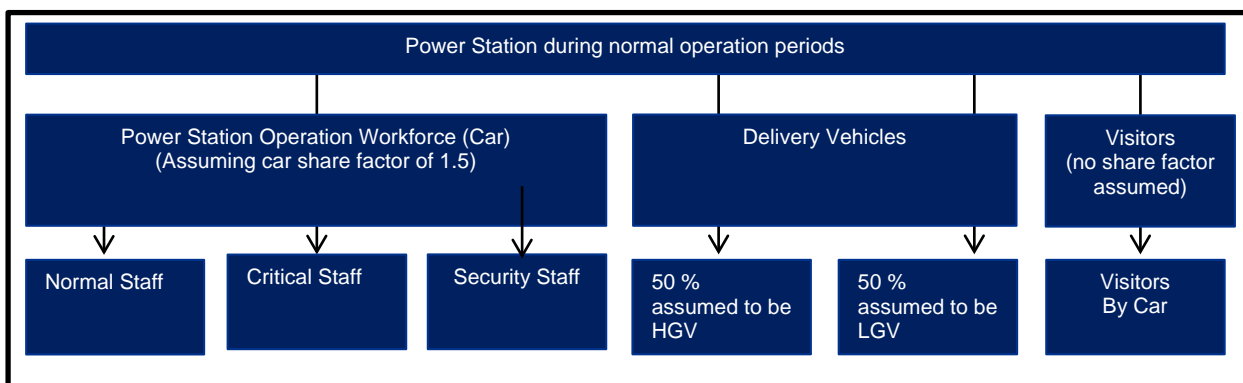 Power Station during normal operation periods
Power Station Operation Workforce (Car)
(Assuming car share factor of 1.5)
Delivery Vehicles
Visitors
(no share factor
assumed)
Normal Staff
Critical Staff
Security Staff
50 %
assumed to be
HGV
50 %
assumed to be
LGV
Visitors
By Car